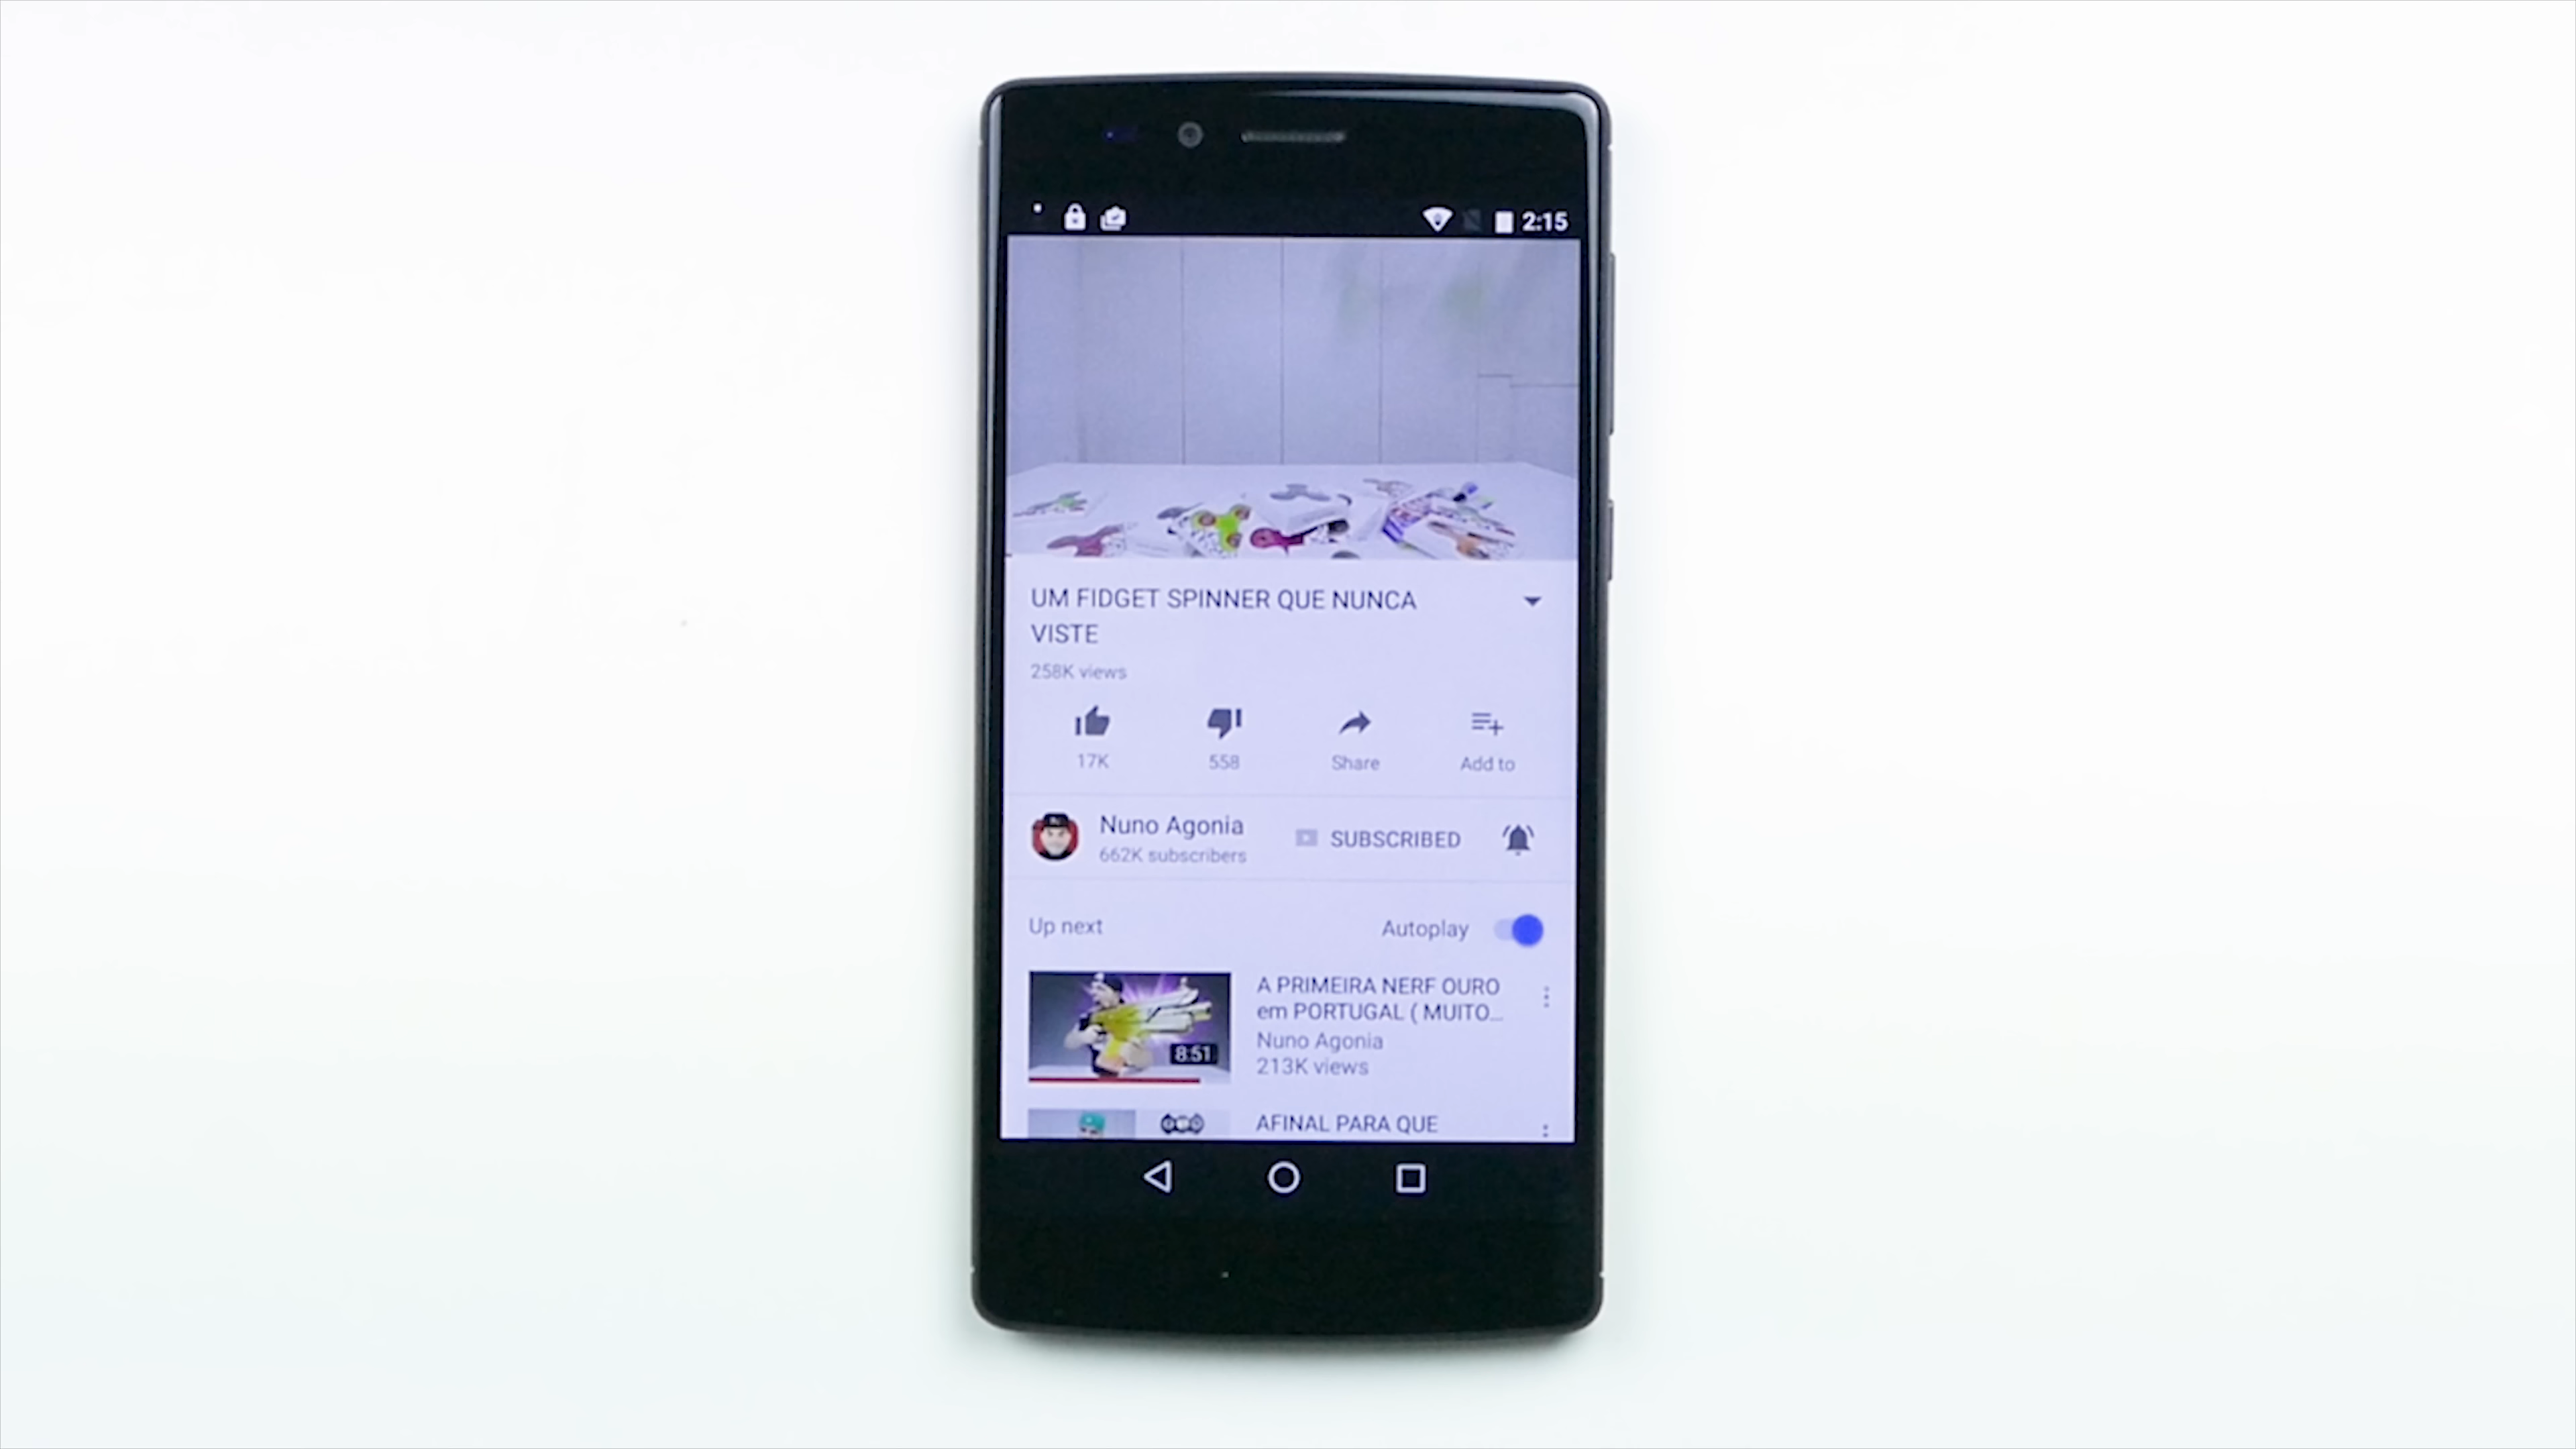 2:15
UM FIDGET SPINNER QUE NUNCA
VISTE
258K views
17K
558
Share
Add to
Nuno Agonia
662K subscribers
SUBSCRIBED
Up next
Autoplay
8:51
A PRIMEIRA NERF OURO
em PORTUGAL ( MUITO...
Nuno Agonia
213K views
AFINAL PARA QUE